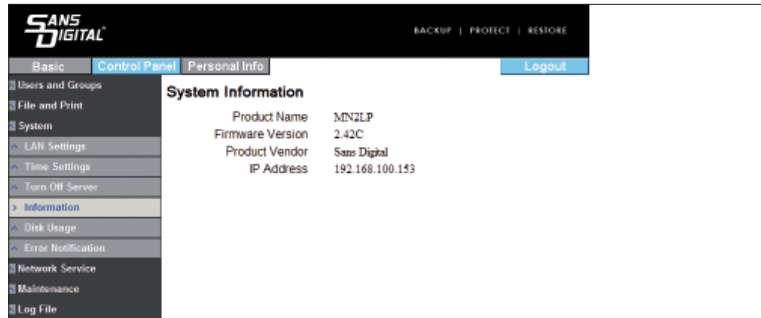 SANS DIGITAL
BACKUP | PROTECT | RESTORE
Basic Control Panel Personal Info Logout
Users and Groups
File and Print
System
LAN Settings
Time Settings
Turn Off Server
Information
Disk Usage
Error Notification
Network Service
Maintenance
Log File
System Information
Product Name MN2LP
Firmware Version 2.42C
Product Vendor Sans Digital
IP Address 192.168.100.153